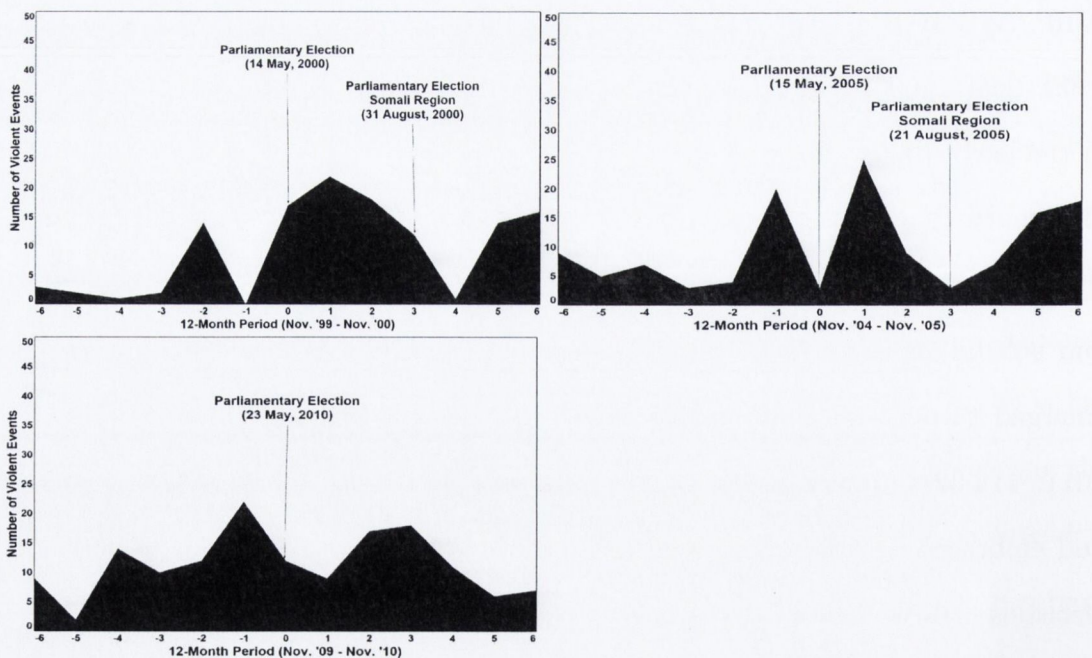 50
45
40
35
30
25
20
15
10
5
0
Number of Violent Events
Parliamentary Election
(14 May, 2000)
Parliamentary Election
Somali Region
(31 August, 2000)
-6 -5 -4 -3 -2 -1 0 1 2 3 4 5 6
12-Month Period (Nov. '99 - Nov. '00)
50
45
40
35
30
25
20
15
10
5
0
Parliamentary Election
(15 May, 2005)
Parliamentary Election
Somali Region
(21 August, 2005)
-6 -5 -4 -3 -2 -1 0 1 2 3 4 5 6
12-Month Period (Nov. '04 - Nov. '05)
50
45
40
35
30
25
20
15
10
5
0
Number of Violent Events
Parliamentary Election
(23 May, 2010)
-6 -5 -4 -3 -2 -1 0 1 2 3 4 5 6
12-Month Period (Nov. '09 - Nov. '10)